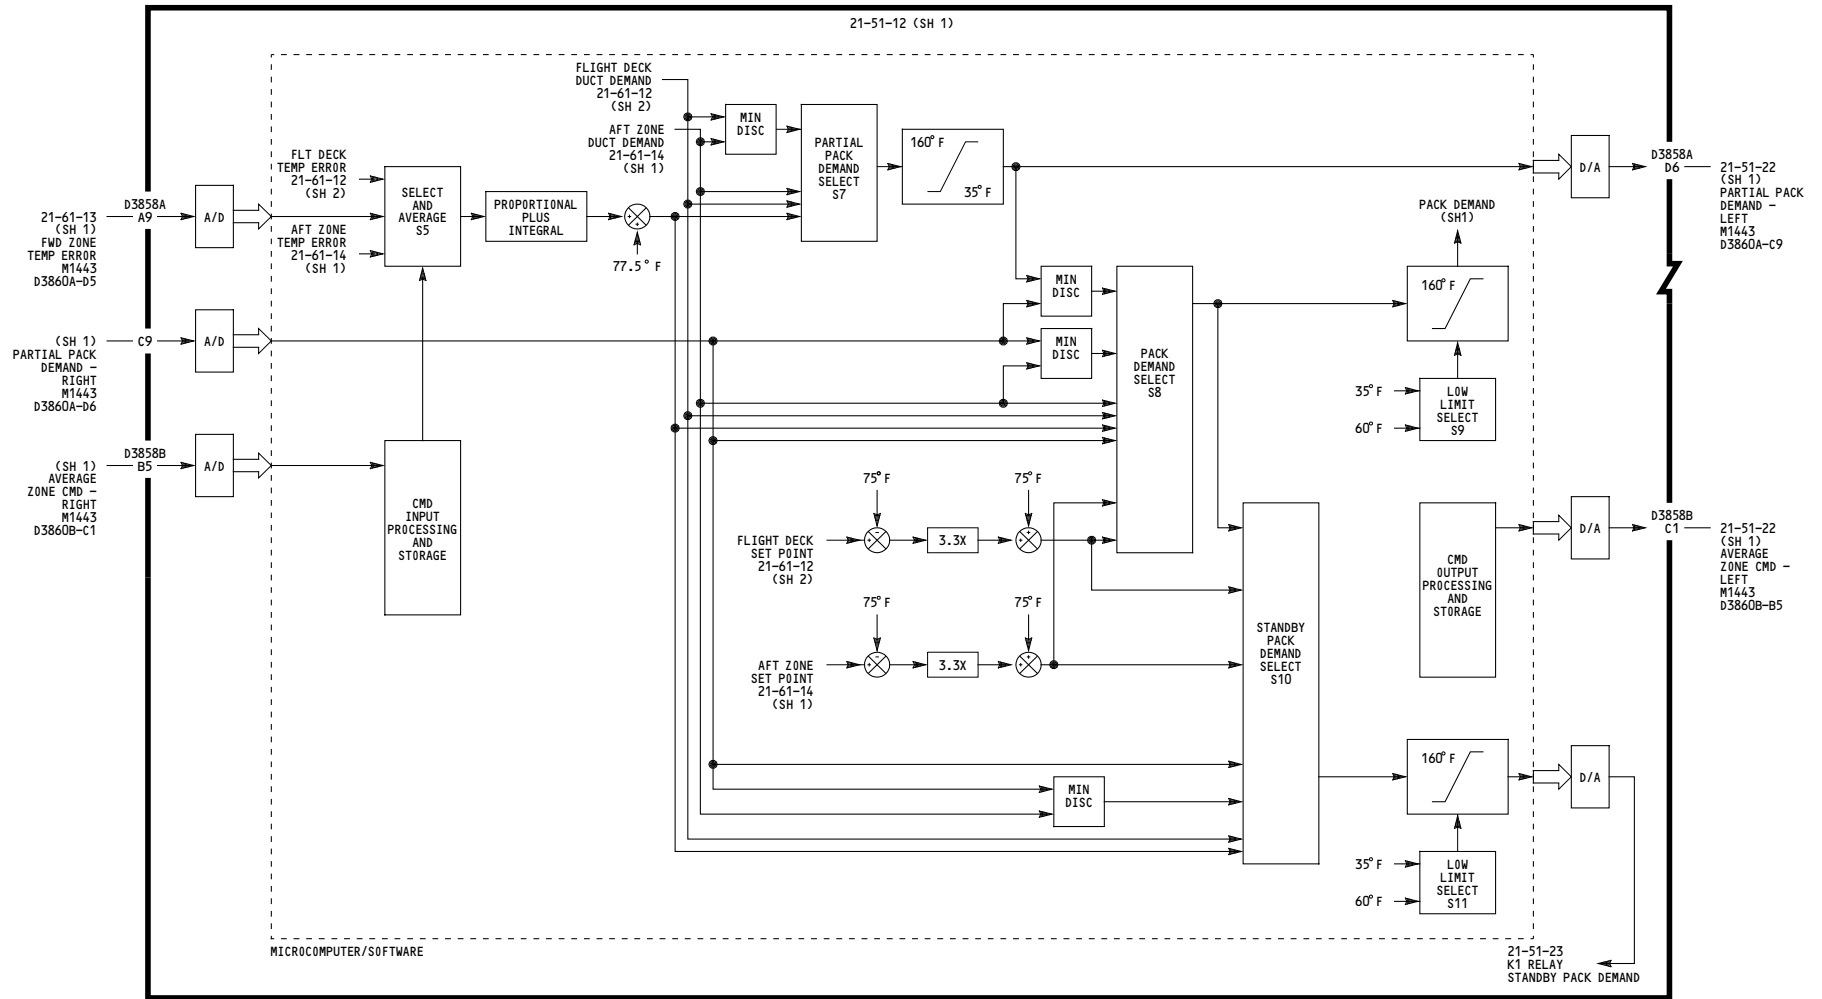 21-51-12 (SH 1)
FLIGHT DECK
DUCT DEMAND
21-61-12
(SH 2)
AFT ZONE
DUCT DEMAND
21-61-14
(SH 1)
MIN
DISC
PARTIAL
PACK
DEMAND
SELECT
S7
160° F
35° F
FLT DECK
TEMP ERROR
21-61-12
(SH 2)
AFT ZONE
TEMP ERROR
21-61-14
(SH 1)
SELECT
AND
AVERAGE
S5
PROPORTIONAL
PLUS
INTEGRAL
77.5° F
D3858A
A9
A/D
21-61-13
(SH 1)
FWD ZONE
TEMP ERROR
M1443
D3860A-D5
C9
A/D
(SH 1)
PARTIAL PACK
DEMAND -
RIGHT
M1443
D3860A-D6
D3858B
B5
A/D
(SH 1)
AVERAGE
ZONE CMD -
RIGHT
M1443
D3860B-C1
CMD
INPUT
PROCESSING
AND
STORAGE
MIN
DISC
MIN
DISC
PACK
DEMAND
SELECT
S8
75° F
75° F
FLIGHT DECK
SET POINT
21-61-12
(SH 2)
3.3X
75° F
75° F
AFT ZONE
SET POINT
21-61-14
(SH 1)
3.3X
MIN
DISC
STANDBY
PACK
DEMAND
SELECT
S10
PACK DEMAND
(SH1)
160° F
35° F
60° F
LOW
LIMIT
SELECT
S9
CMD
OUTPUT
PROCESSING
AND
STORAGE
160° F
35° F
60° F
LOW
LIMIT
SELECT
S11
D/A
D3858A
D6
21-51-22
(SH 1)
PARTIAL PACK
DEMAND -
LEFT
M1443
D3860A-C9
D/A
D3858B
C1
21-51-22
(SH 1)
AVERAGE
ZONE CMD -
LEFT
M1443
D3860B-B5
D/A
21-51-23
K1 RELAY
STANDBY PACK DEMAND
MICROCOMPUTER/SOFTWARE